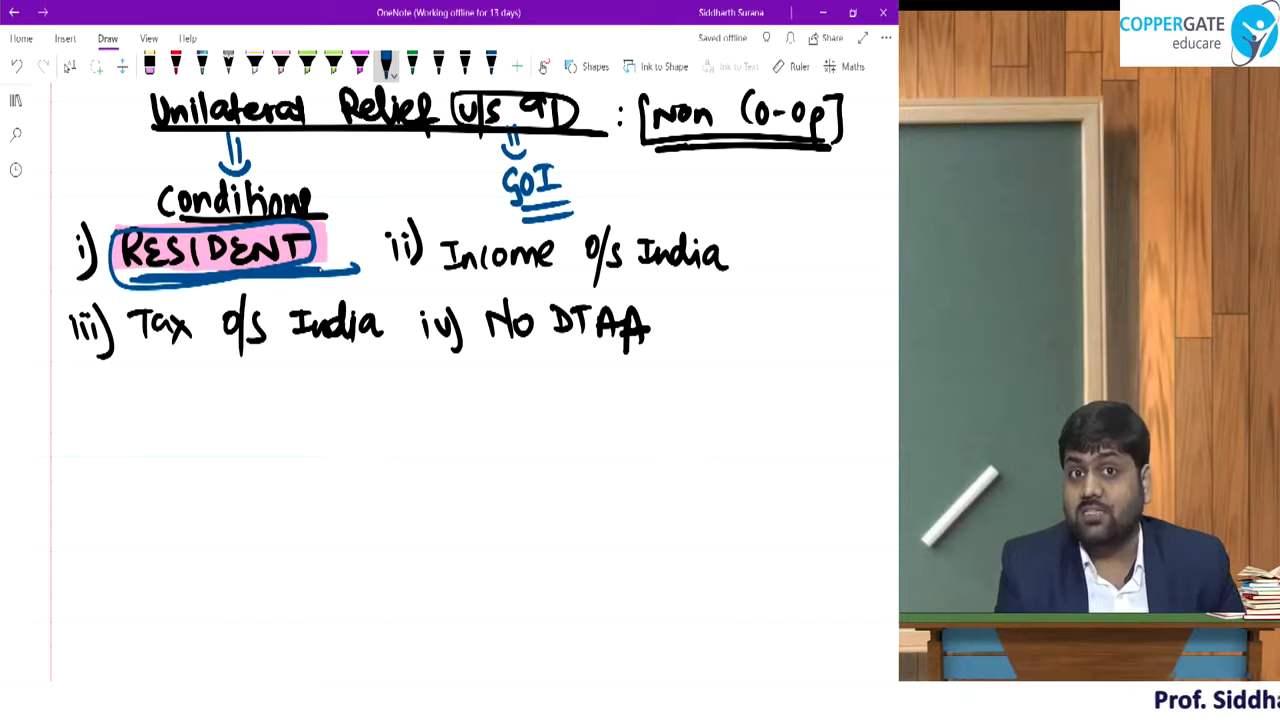 OneNote (Working offline for 13 days)
Siddharth Surana
Home Insert Draw View Help
Saved offline
Share
Shapes
Ink to Shape
Ink to Text
Ruler
Maths
COPPERGATE
educare
Unilateral Relief u/s 91 : [Non Co-op]
GOI
Conditions
i) RESIDENT ii) Income o/s India
iii) Tax o/s India iv) No DTAA
Prof. Siddha